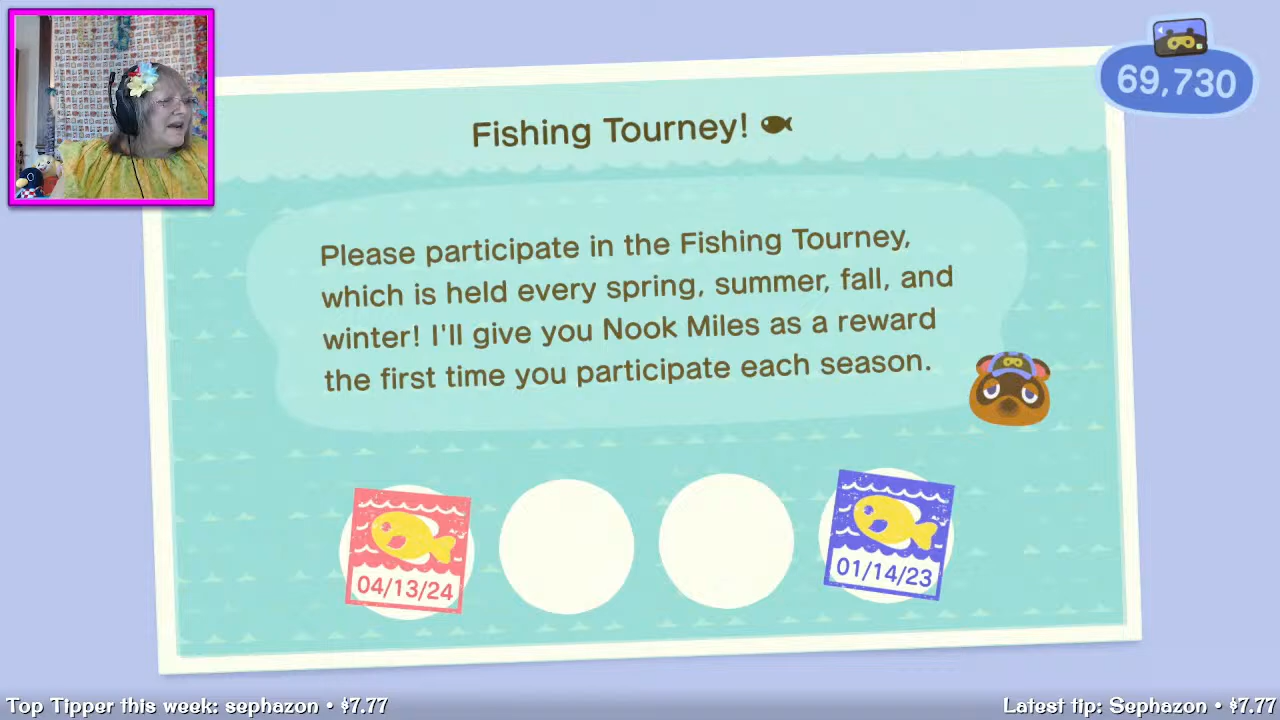 69,730
Fishing Tourney!
Please participate in the Fishing Tourney,
which is held every spring, summer, fall, and
winter! I'll give you Nook Miles as a reward
the first time you participate each season.
04/13/24
01/14/23
Top Tipper this week: sephazon • $7.77
Latest tip: Sephazon • $7.77